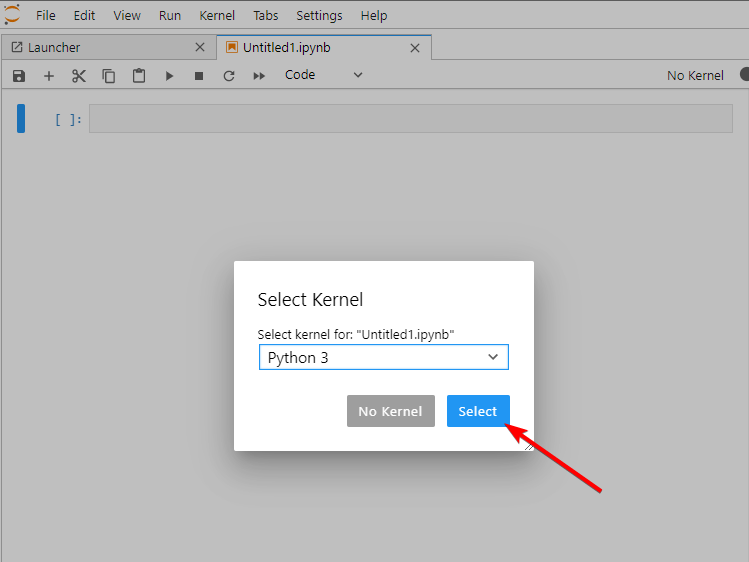 File Edit View Run Kernel Tabs Settings Help
Launcher Untitled1.ipynb
Code No Kernel
[ ]:
Select Kernel
Select kernel for: "Untitled1.ipynb"
Python 3
No Kernel Select